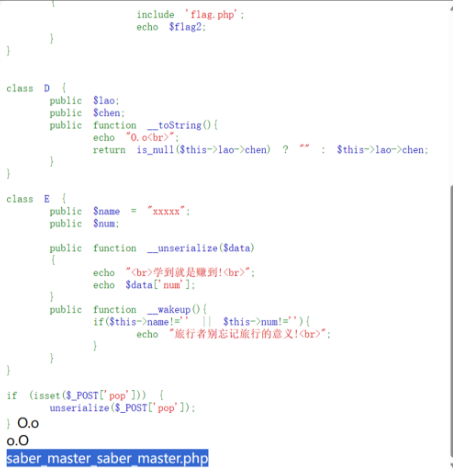 {
include 'flag.php';
echo $flag2;
}
}
class D {
public $lao;
public $chen;
public function __toString(){
echo "O.o<br>";
return is_null($this->lao->chen) ? "" : $this->lao->chen;
}
}
class E {
public $name = "xxxxx";
public $num;
public function __unserialize($data)
{
echo "<br>学到就是赚到!<br>";
echo $data['num'];
}
public function __wakeup(){
if($this->name!='' || $this->num!=''){
echo "旅行者别忘记旅行的意义!<br>";
}
}
}
if (isset($_POST['pop'])) {
unserialize($_POST['pop']);
} O.o
o.O
saber_master_saber_master.php